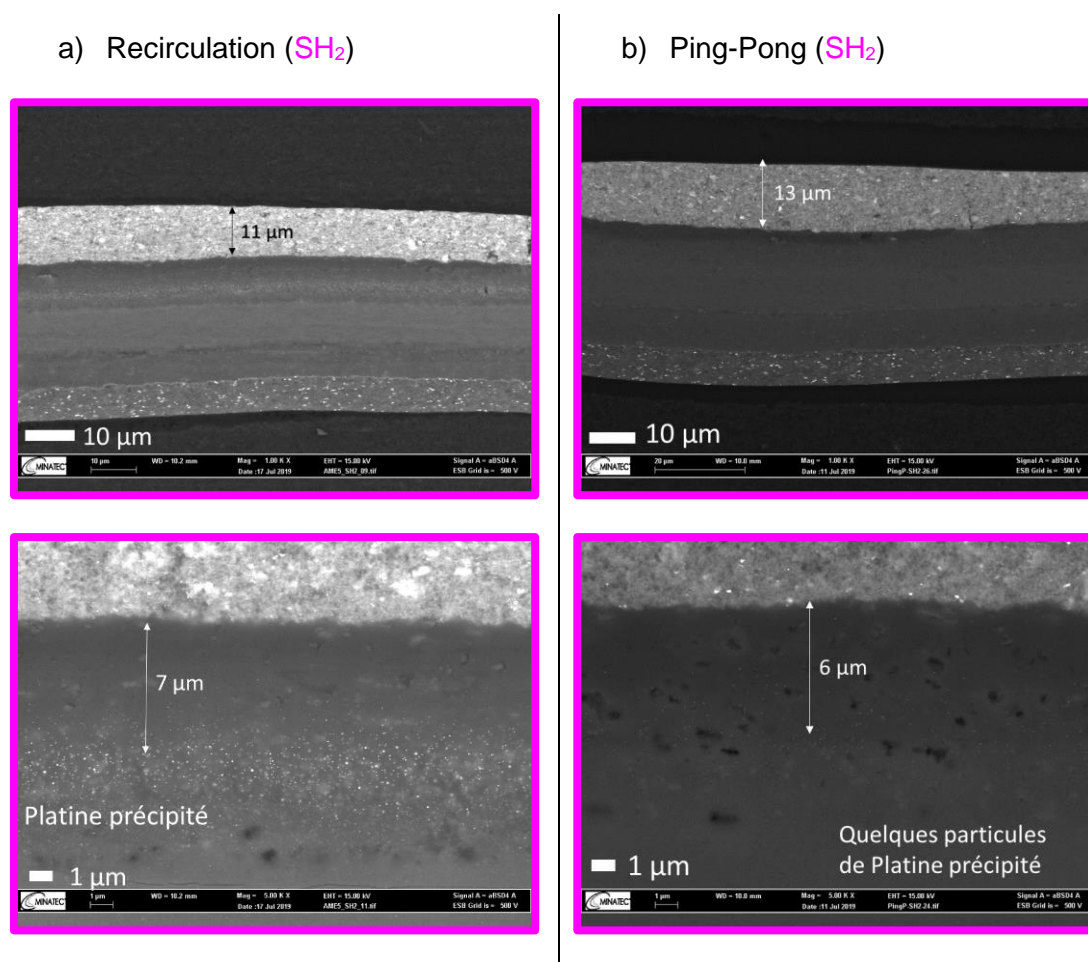 a) Recirculation (SH₂)
b) Ping-Pong (SH₂)
11 µm
10 µm
MINATEC
10 µm WD = 10.2 mm Mag = 1.00 K X EHT = 15.00 kV Signal A = aBSD4 A
Date :17 Jul 2019 AME5_SH2_09.tif ESB Grid is = 500 V
13 µm
10 µm
MINATEC
20 µm WD = 10.0 mm Mag = 1.00 K X EHT = 15.00 kV Signal A = aBSD4 A
Date :11 Jul 2019 PingP-SH2-26.tif ESB Grid is = 500 V
7 µm
Platine précipité
1 µm
MINATEC
1 µm WD = 10.2 mm Mag = 5.00 K X EHT = 15.00 kV Signal A = aBSD4 A
Date :17 Jul 2019 AME5_SH2_11.tif ESB Grid is = 500 V
6 µm
Quelques particules
de Platine précipité
1 µm
MINATEC
1 µm WD = 10.0 mm Mag = 5.00 K X EHT = 15.00 kV Signal A = aBSD4 A
Date :11 Jul 2019 PingP-SH2-24.tif ESB Grid is = 500 V